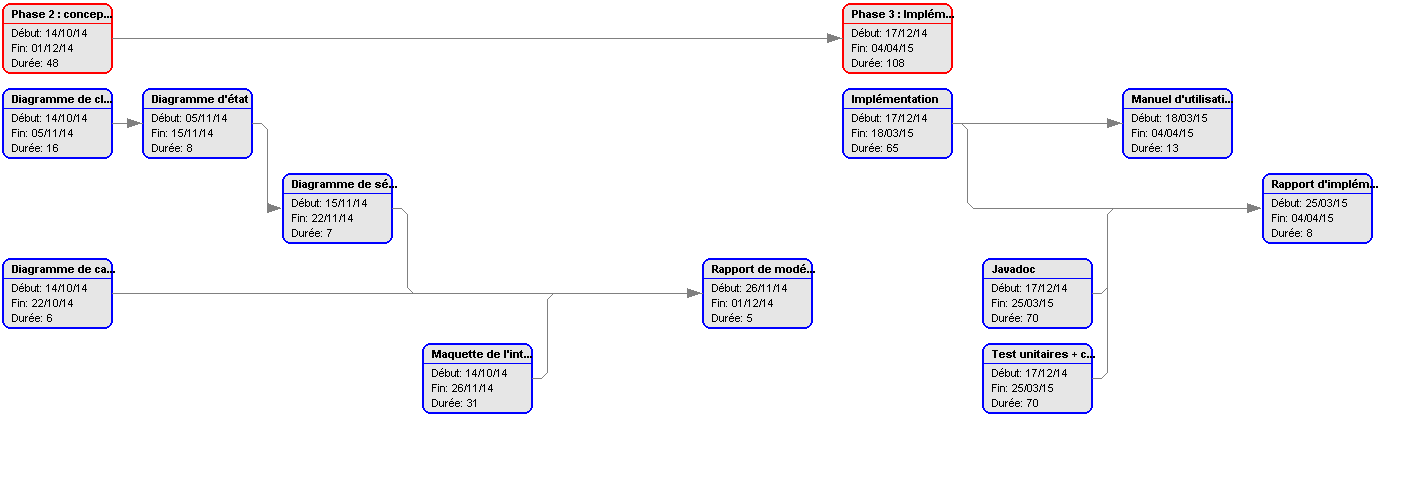 Phase 2 : concep...
Début: 14/10/14
Fin: 01/12/14
Durée: 48
Phase 3 : Implém...
Début: 17/12/14
Fin: 04/04/15
Durée: 108
Diagramme de cl...
Début: 14/10/14
Fin: 05/11/14
Durée: 16
Diagramme d'état
Début: 05/11/14
Fin: 15/11/14
Durée: 8
Implémentation
Début: 17/12/14
Fin: 18/03/15
Durée: 65
Manuel d'utilisati...
Début: 18/03/15
Fin: 04/04/15
Durée: 13
Diagramme de sé...
Début: 15/11/14
Fin: 22/11/14
Durée: 7
Rapport d'implém...
Début: 25/03/15
Fin: 04/04/15
Durée: 8
Diagramme de ca...
Début: 14/10/14
Fin: 22/10/14
Durée: 6
Rapport de modé...
Début: 26/11/14
Fin: 01/12/14
Durée: 5
Javadoc
Début: 17/12/14
Fin: 25/03/15
Durée: 70
Maquette de l'int...
Début: 14/10/14
Fin: 26/11/14
Durée: 31
Test unitaires + c...
Début: 17/12/14
Fin: 25/03/15
Durée: 70